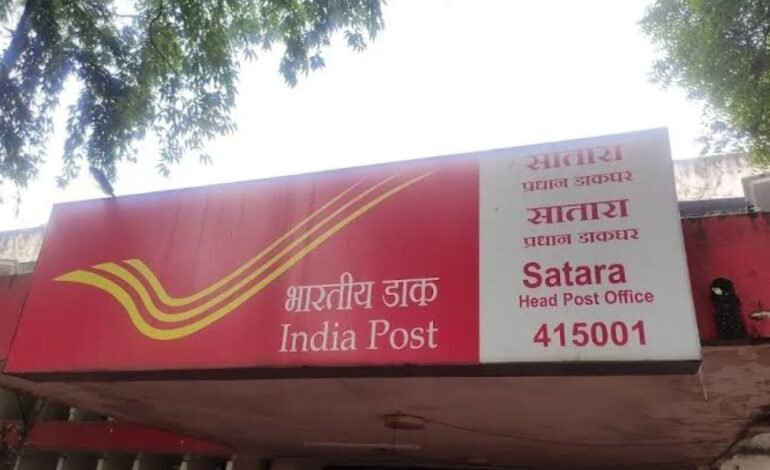 भारतीय डाक
India Post
सातारा
प्रधान डाकघर
सातारा
प्रधान डाकघर
Satara
Head Post Office
415001